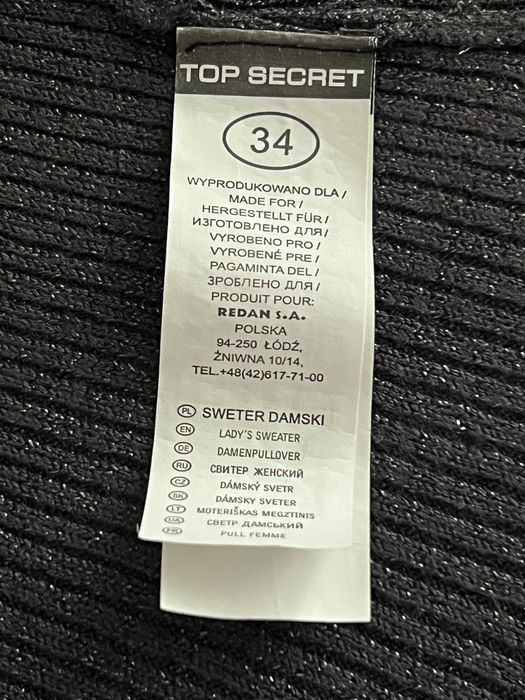 TOP SECRET
34
WYPRODUKOWANO DLA /
MADE FOR /
HERGESTELLT FÜR /
ИЗГОТОВЛЕНО ДЛЯ/
VYROBENO PRO /
VYROBENÉ PRE /
PAGAMINTA DEL /
ЗРОБЛЕНО ДЛЯ /
PRODUIT POUR:
REDAN S.A.
POLSKA
94-250 ŁÓDŹ,
ŻNIWNA 10/14,
TEL.+48(42)617-71-00
PL SWETER DAMSKI
EN LADY'S SWEATER
DE DAMENPULLOVER
RU СВИТЕР ЖЕНСКИЙ
CZ DÁMSKÝ SVETR
SK DÁMSKY SVETER
LT MOTERIŠKAS MEGZTINIS
UA СВЕТР ДАМСЬКИЙ
FR PULL FEMME